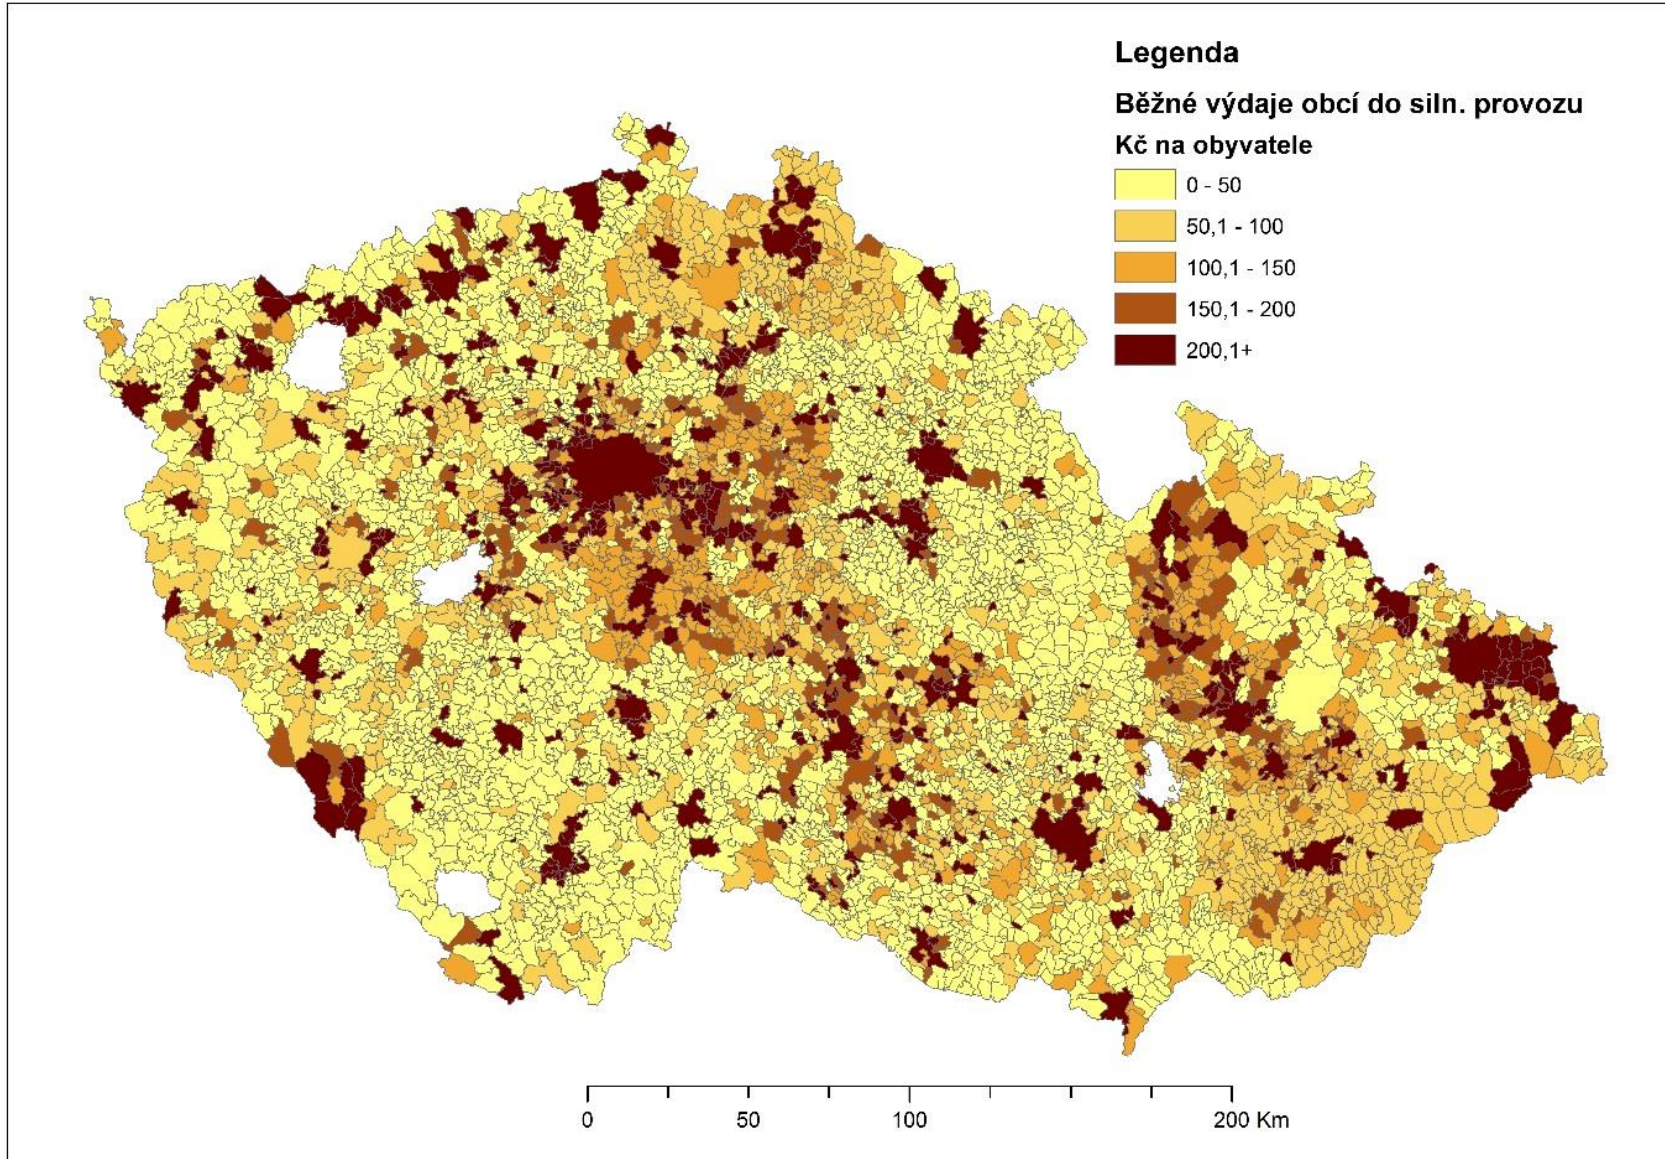 Legenda
Běžné výdaje obcí do siln. provozu
Kč na obyvatele
0 - 50
50,1 - 100
100,1 - 150
150,1 - 200
200,1+
0 50 100 200 Km